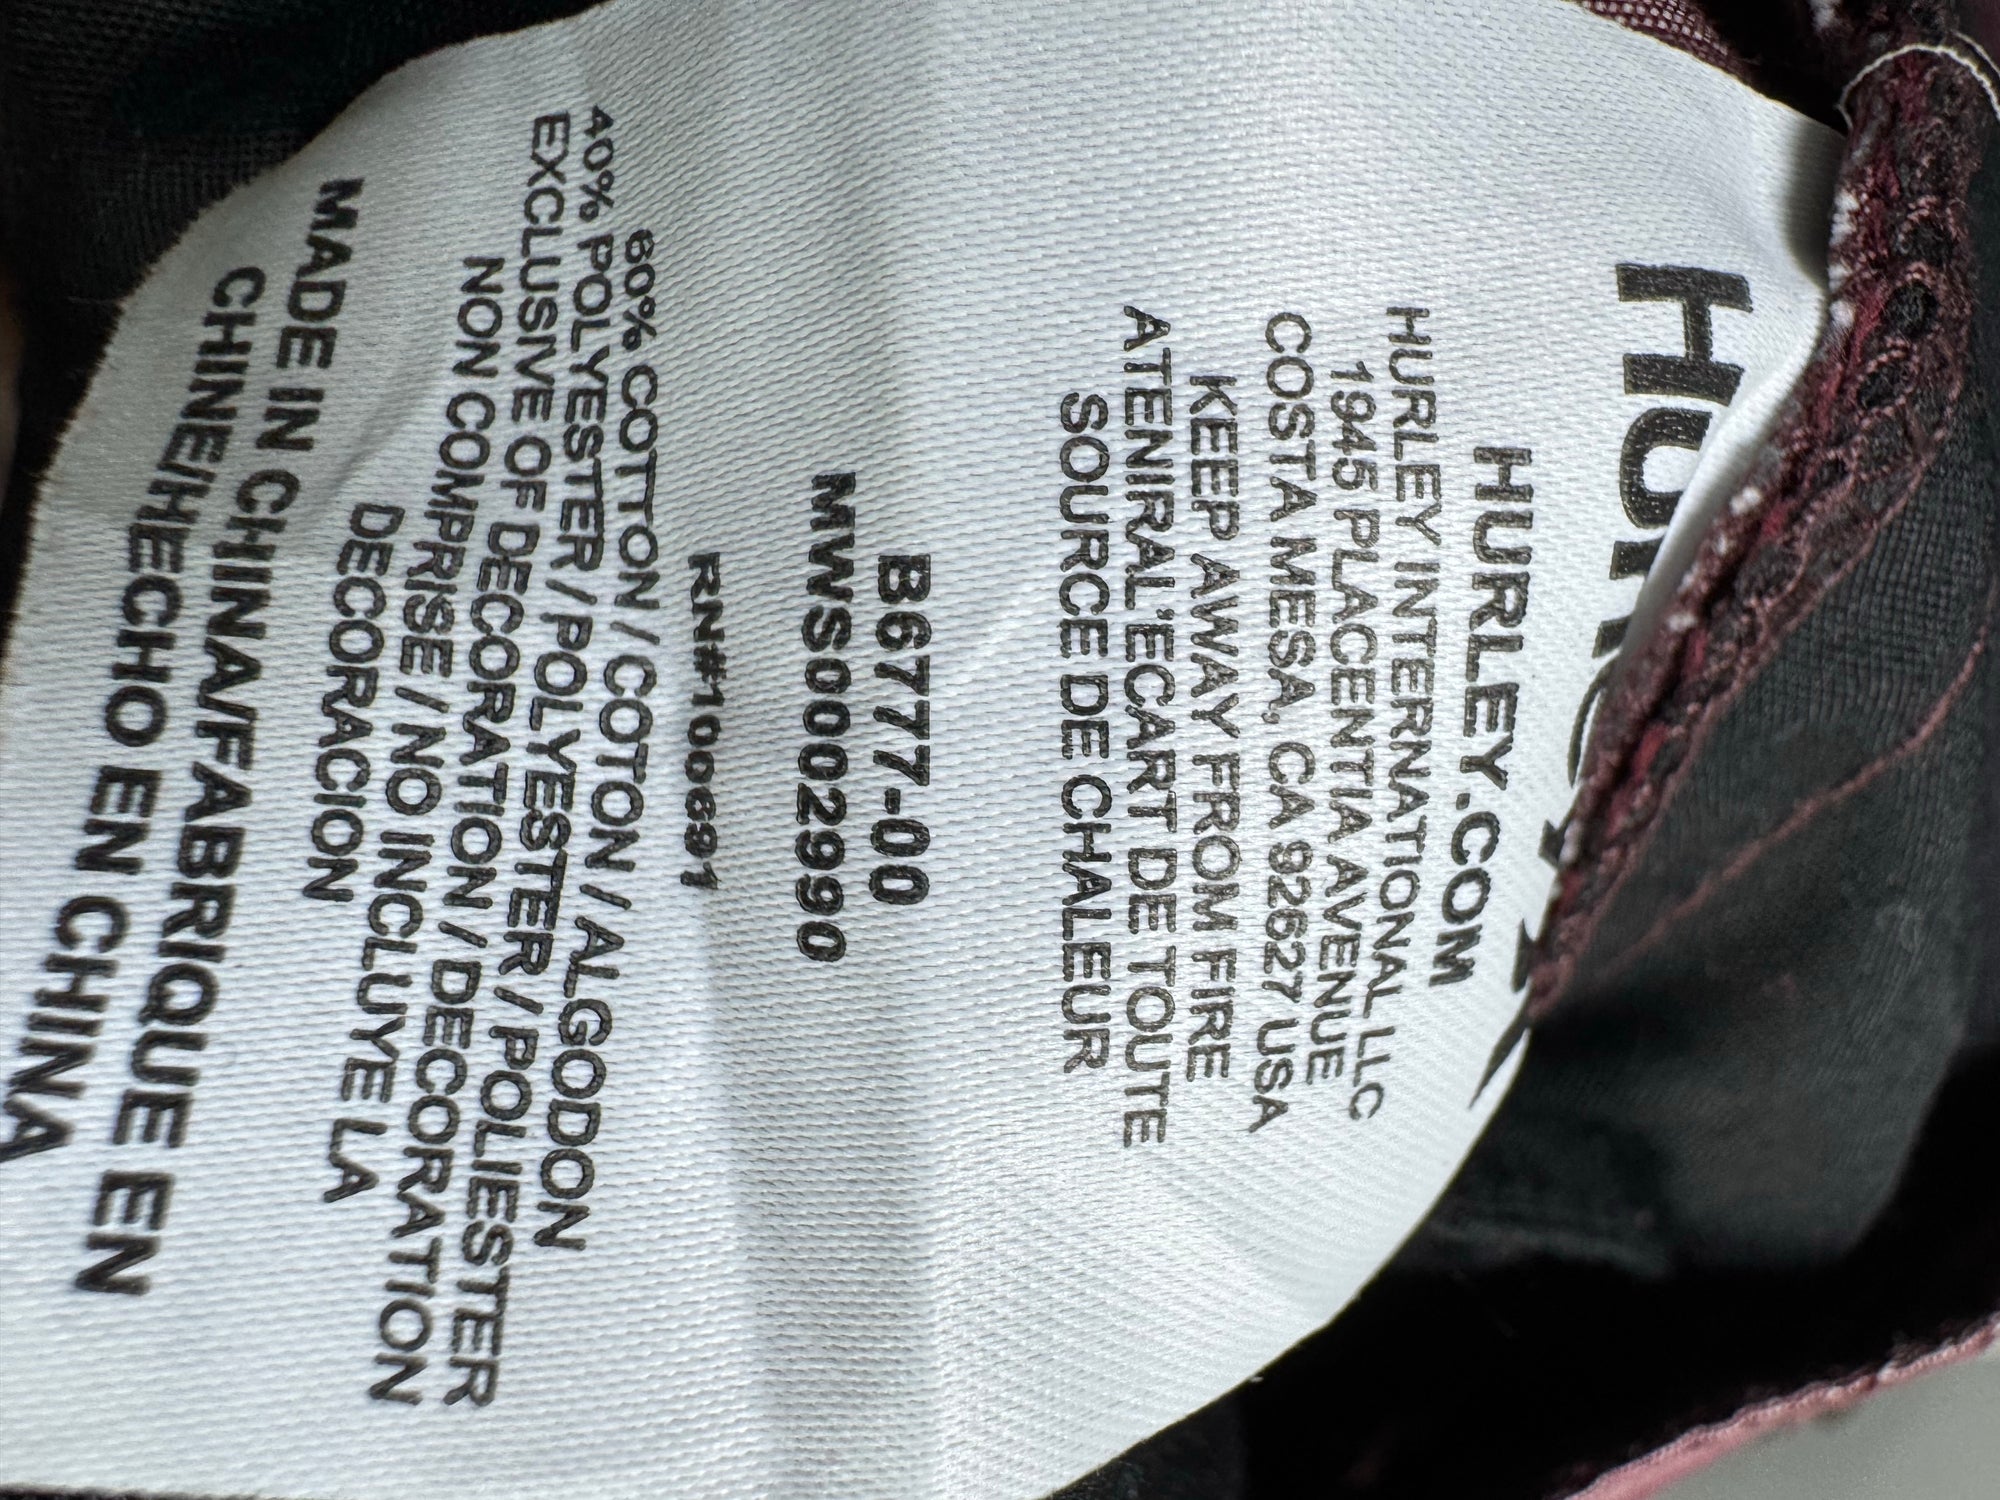 HURLEY.COM
HURLEY INTERNATIONAL LLC
1945 PLACENTIA AVENUE
COSTA MESA, CA 92627 USA
KEEP AWAY FROM FIRE
ATENIRAL'ECART DE TOUTE
SOURCE DE CHALEUR
B6777-00
MWS0002990
RN#100691
60% COTTON / COTON / ALGODON
40% POLYESTER / POLYESTER / POLIESTER
EXCLUSIVE OF DECORATION / DECORATION
NON COMPRISE / NO INCLUYE LA
DECORACION
MADE IN CHINA/FABRIQUE EN
CHINE/HECHO EN CHINA